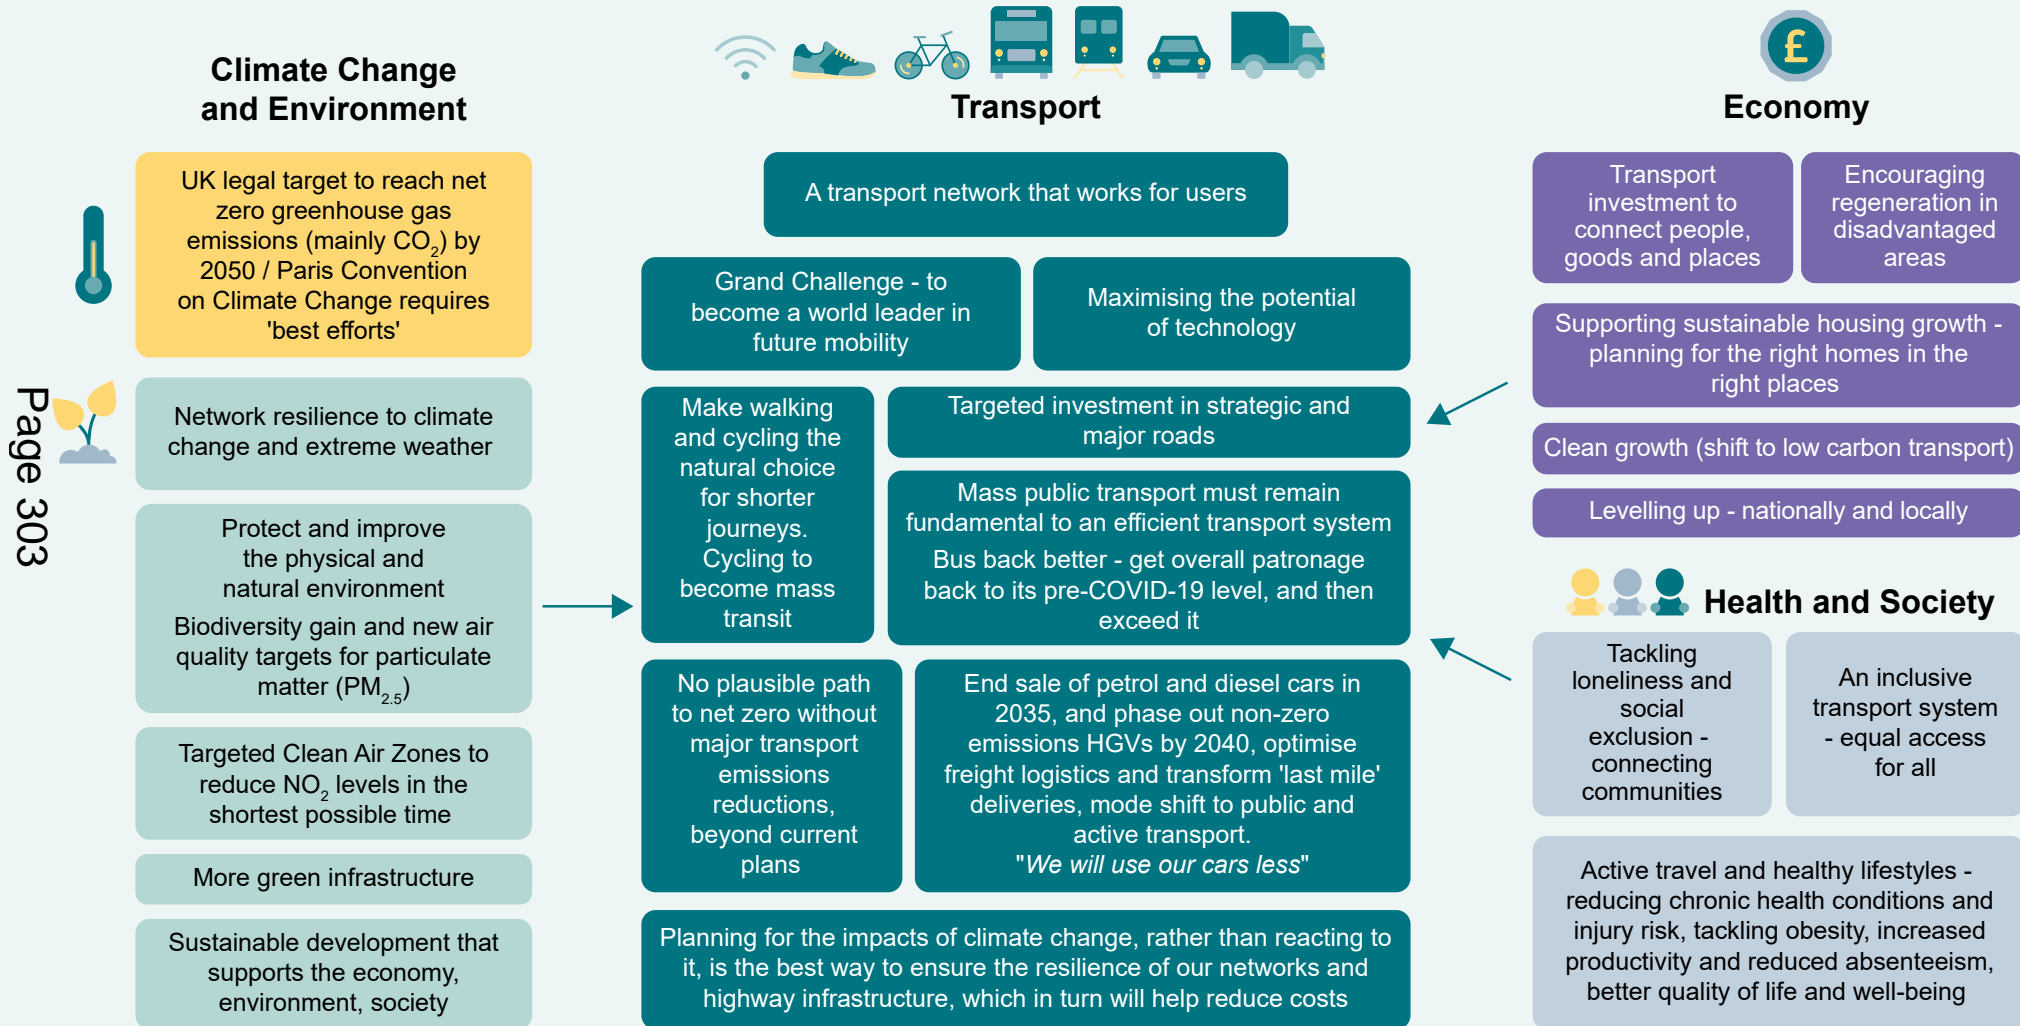 Page 303
Climate Change
and Environment
UK legal target to reach net
zero greenhouse gas
emissions (mainly CO₂) by
2050 / Paris Convention
on Climate Change requires
'best efforts'
Network resilience to climate
change and extreme weather
Protect and improve
the physical and
natural environment
Biodiversity gain and new air
quality targets for particulate
matter (PM₂.₅)
Targeted Clean Air Zones to
reduce NO₂ levels in the
shortest possible time
More green infrastructure
Sustainable development that
supports the economy,
environment, society
Transport
A transport network that works for users
Grand Challenge - to
become a world leader in
future mobility
Maximising the potential
of technology
Make walking
and cycling the
natural choice
for shorter
journeys.
Cycling to
become mass
transit
Targeted investment in strategic and
major roads
Mass public transport must remain
fundamental to an efficient transport system
Bus back better - get overall patronage
back to its pre-COVID-19 level, and then
exceed it
No plausible path
to net zero without
major transport
emissions
reductions,
beyond current
plans
End sale of petrol and diesel cars in
2035, and phase out non-zero
emissions HGVs by 2040, optimise
freight logistics and transform 'last mile'
deliveries, mode shift to public and
active transport.
"We will use our cars less"
Planning for the impacts of climate change, rather than reacting to
it, is the best way to ensure the resilience of our networks and
highway infrastructure, which in turn will help reduce costs
£
Economy
Transport
investment to
connect people,
goods and places
Encouraging
regeneration in
disadvantaged
areas
Supporting sustainable housing growth -
planning for the right homes in the
right places
Clean growth (shift to low carbon transport)
Levelling up - nationally and locally
Health and Society
Tackling
loneliness and
social
exclusion -
connecting
communities
An inclusive
transport system
- equal access
for all
Active travel and healthy lifestyles -
reducing chronic health conditions and
injury risk, tackling obesity, increased
productivity and reduced absenteeism,
better quality of life and well-being